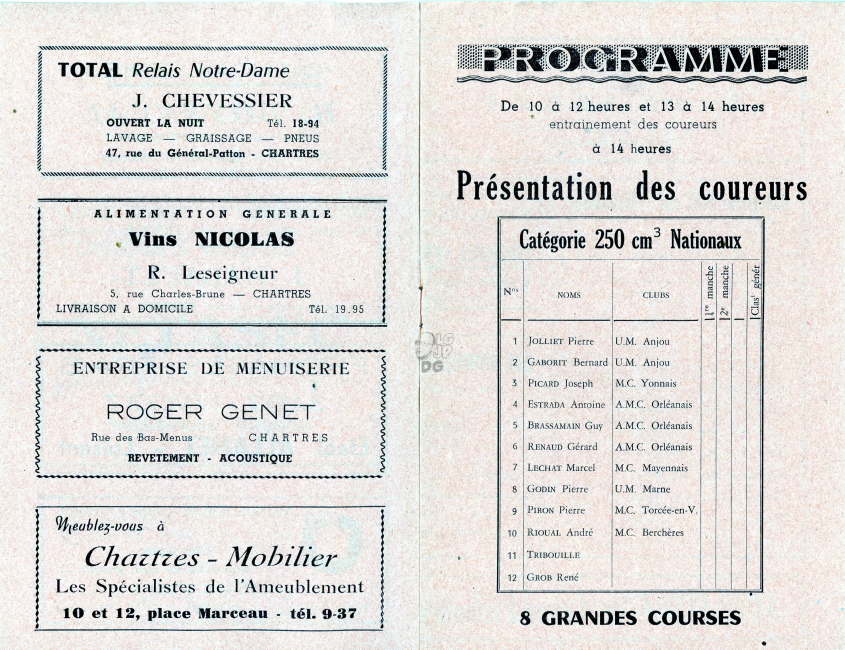 TOTAL Relais Notre-Dame
J. CHEVESSIER
OUVERT LA NUIT Tél. 18-94
LAVAGE — GRAISSAGE — PNEUS
47, rue du Général-Patton - CHARTRES
ALIMENTATION GENERALE
Vins NICOLAS
R. Leseigneur
5, rue Charles-Brune — CHARTRES
LIVRAISON A DOMICILE Tél. 19.95
ENTREPRISE DE MENUISERIE
ROGER GENET
Rue des Bas-Menus CHARTRES
REVETEMENT - ACOUSTIQUE
Meublez-vous à
Chartres - Mobilier
Les Spécialistes de l'Ameublement
10 et 12, place Marceau - tél. 9-37
LG
JP
DG
PROGRAMME
De 10 à 12 heures et 13 à 14 heures
entrainement des coureurs
à 14 heures
Présentation des coureurs
Catégorie 250 cm³ Nationaux
Nos NOMS CLUBS 1re manche 2e manche Clast génér
1 JOLLIET Pierre U.M. Anjou
2 GABORIT Bernard U.M. Anjou
3 PICARD Joseph M.C. Yonnais
4 ESTRADA Antoine A.M.C. Orléanais
5 BRASSAMAIN Guy A.M.C. Orléanais
6 RENAUD Gérard A.M.C. Orléanais
7 LECHAT Marcel M.C. Mayennais
8 GODIN Pierre U.M. Marne
9 PIRON Pierre M.C. Torcée-en-V.
10 RIOUAL André M.C. Berchères
11 TRIBOUILLE
12 GROB René
8 GRANDES COURSES